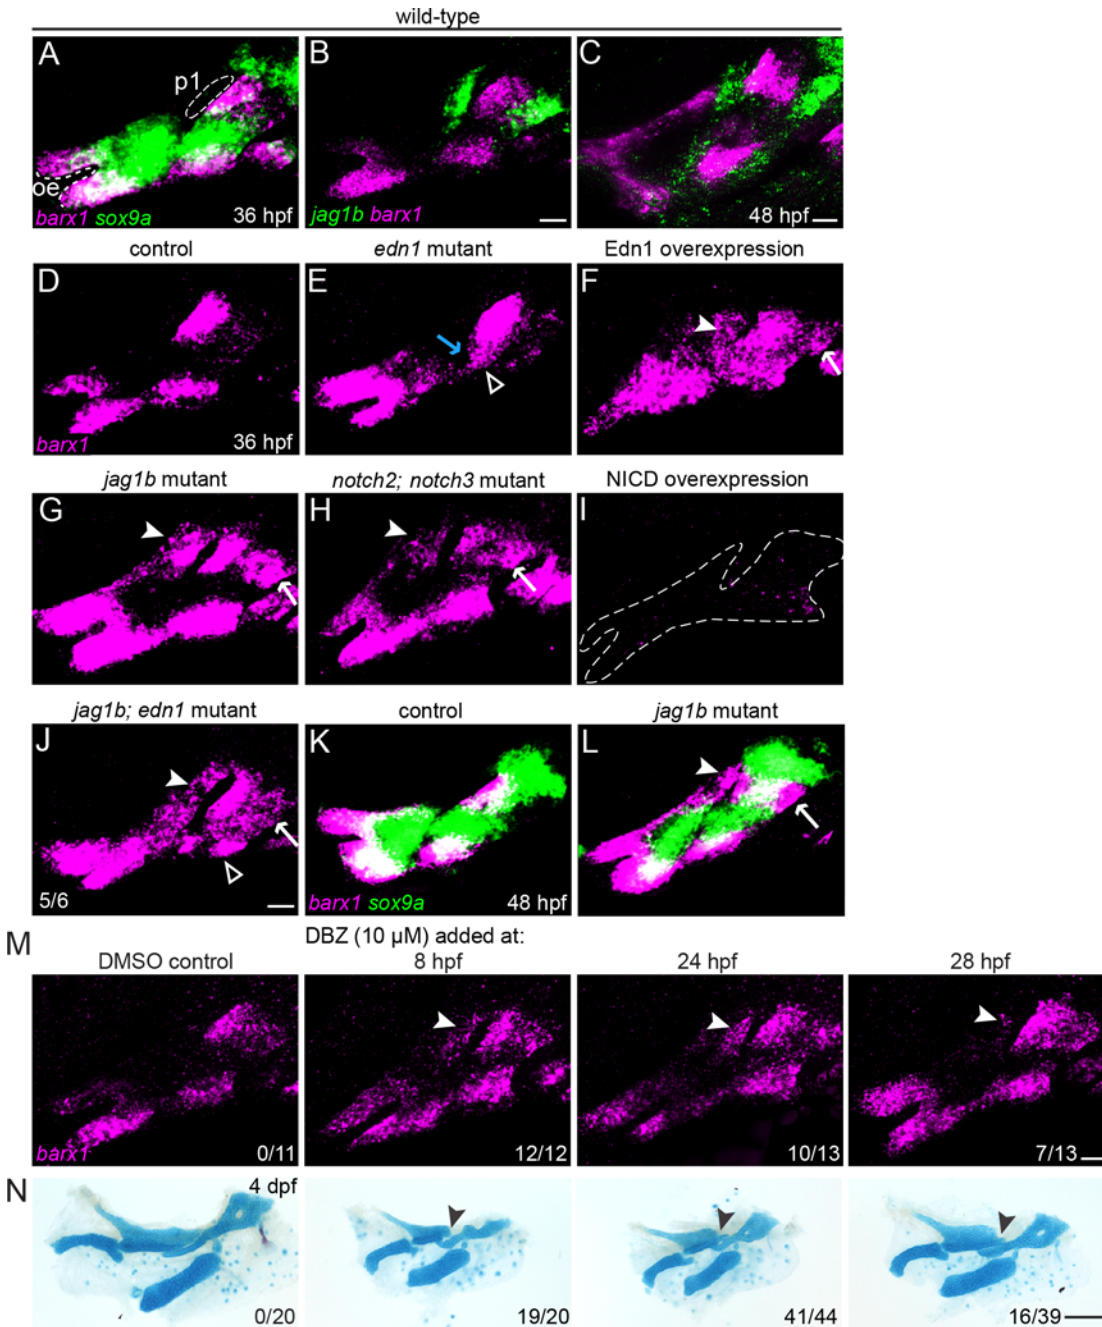 wild-type
A
p1
oe
barx1 sox9a
36 hpf
B
jag1b barx1
C
48 hpf
control
edn1 mutant
Edn1 overexpression
D
barx1
36 hpf
E
F
jag1b mutant
notch2; notch3 mutant
NICD overexpression
G
H
I
jag1b; edn1 mutant
control
jag1b mutant
J
5/6
K
barx1 sox9a
48 hpf
L
M
DBZ (10 µM) added at:
DMSO control
8 hpf
24 hpf
28 hpf
barx1
0/11
12/12
10/13
7/13
N
4 dpf
0/20
19/20
41/44
16/39